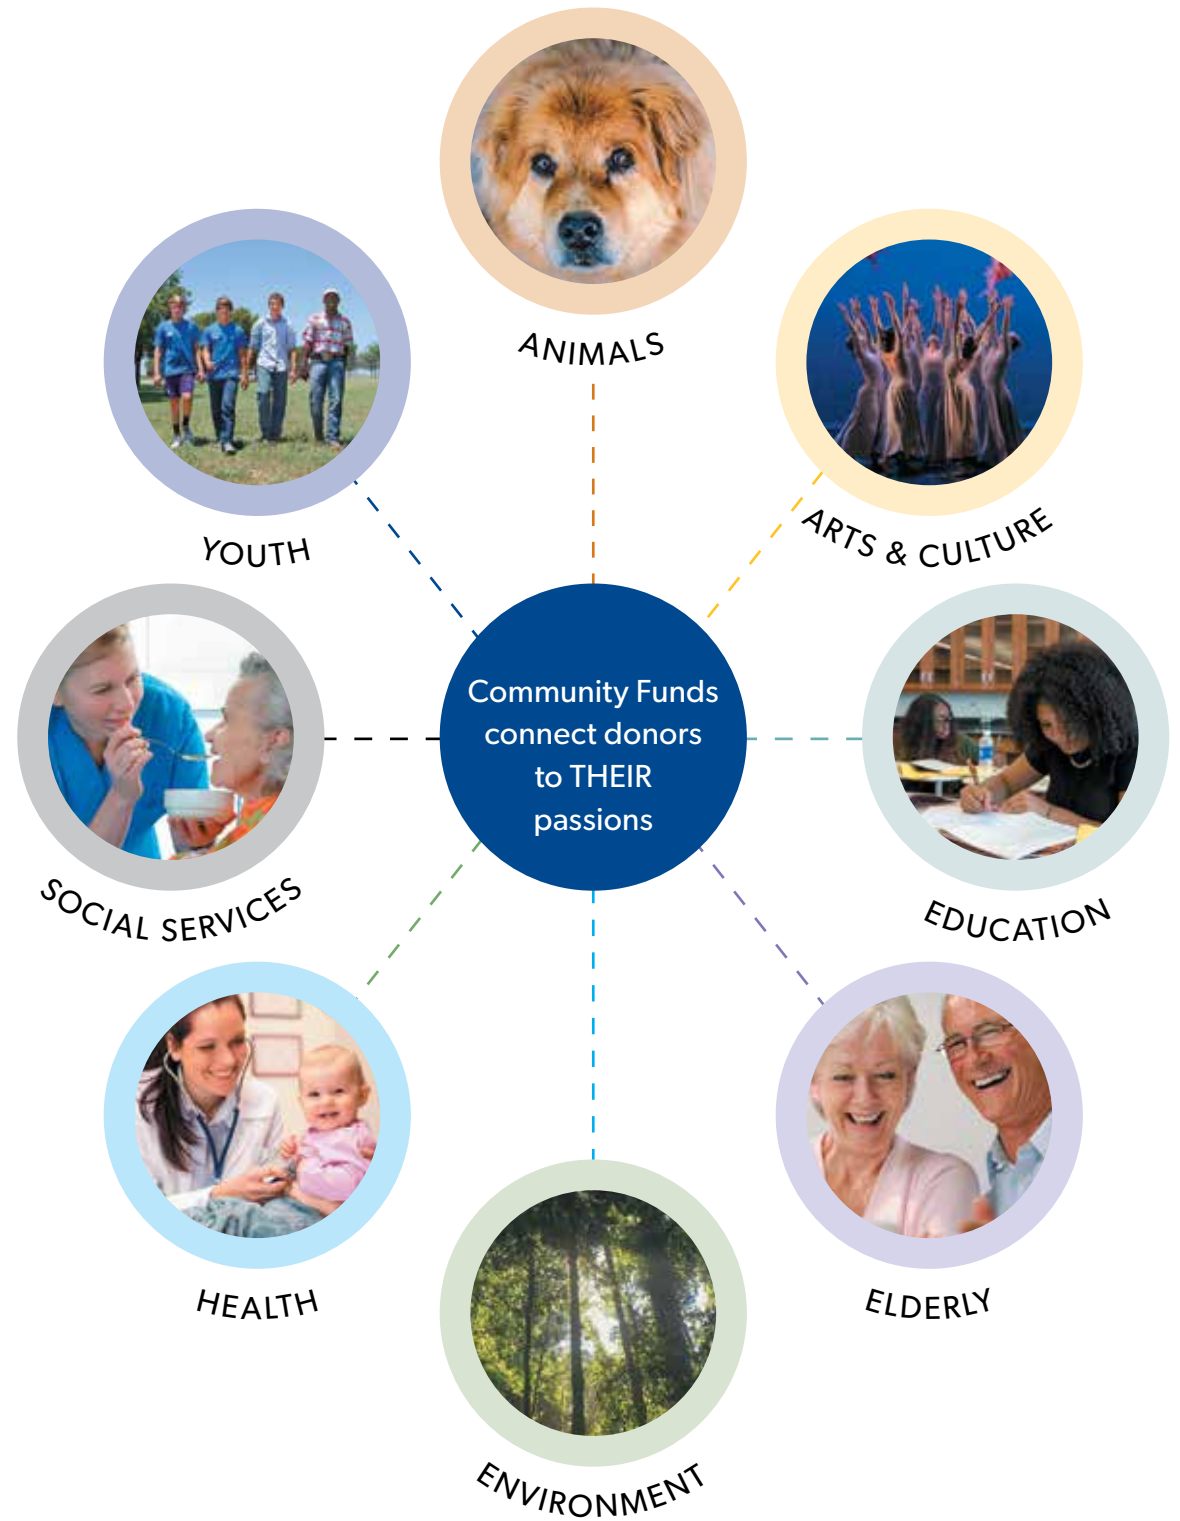 ANIMALS
YOUTH
ARTS & CULTURE
Community Funds
connect donors
to THEIR
passions
SOCIAL SERVICES
EDUCATION
HEALTH
ELDERLY
ENVIRONMENT